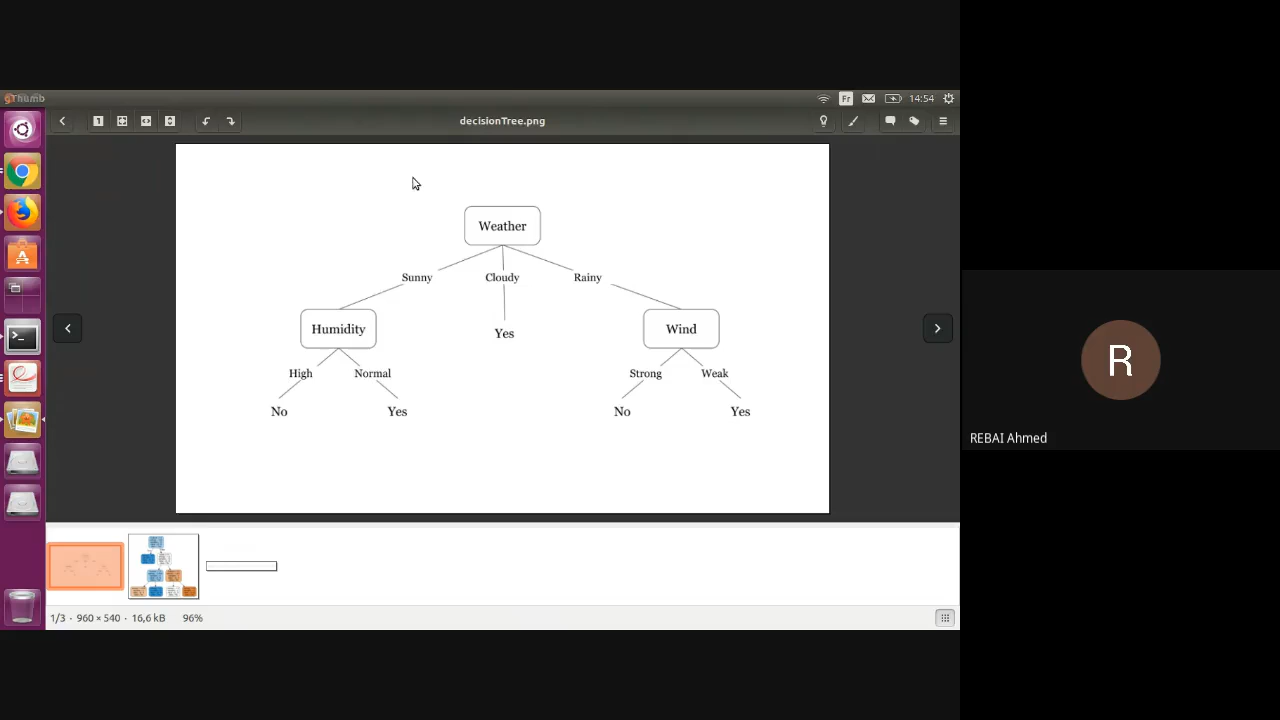 gThumb
Fr
14:54
decisionTree.png
Weather
Sunny Cloudy Rainy
Humidity Yes Wind
High Normal Strong Weak
No Yes No Yes
R
REBAI Ahmed
1/3 · 960 × 540 · 16,6 kB 96%